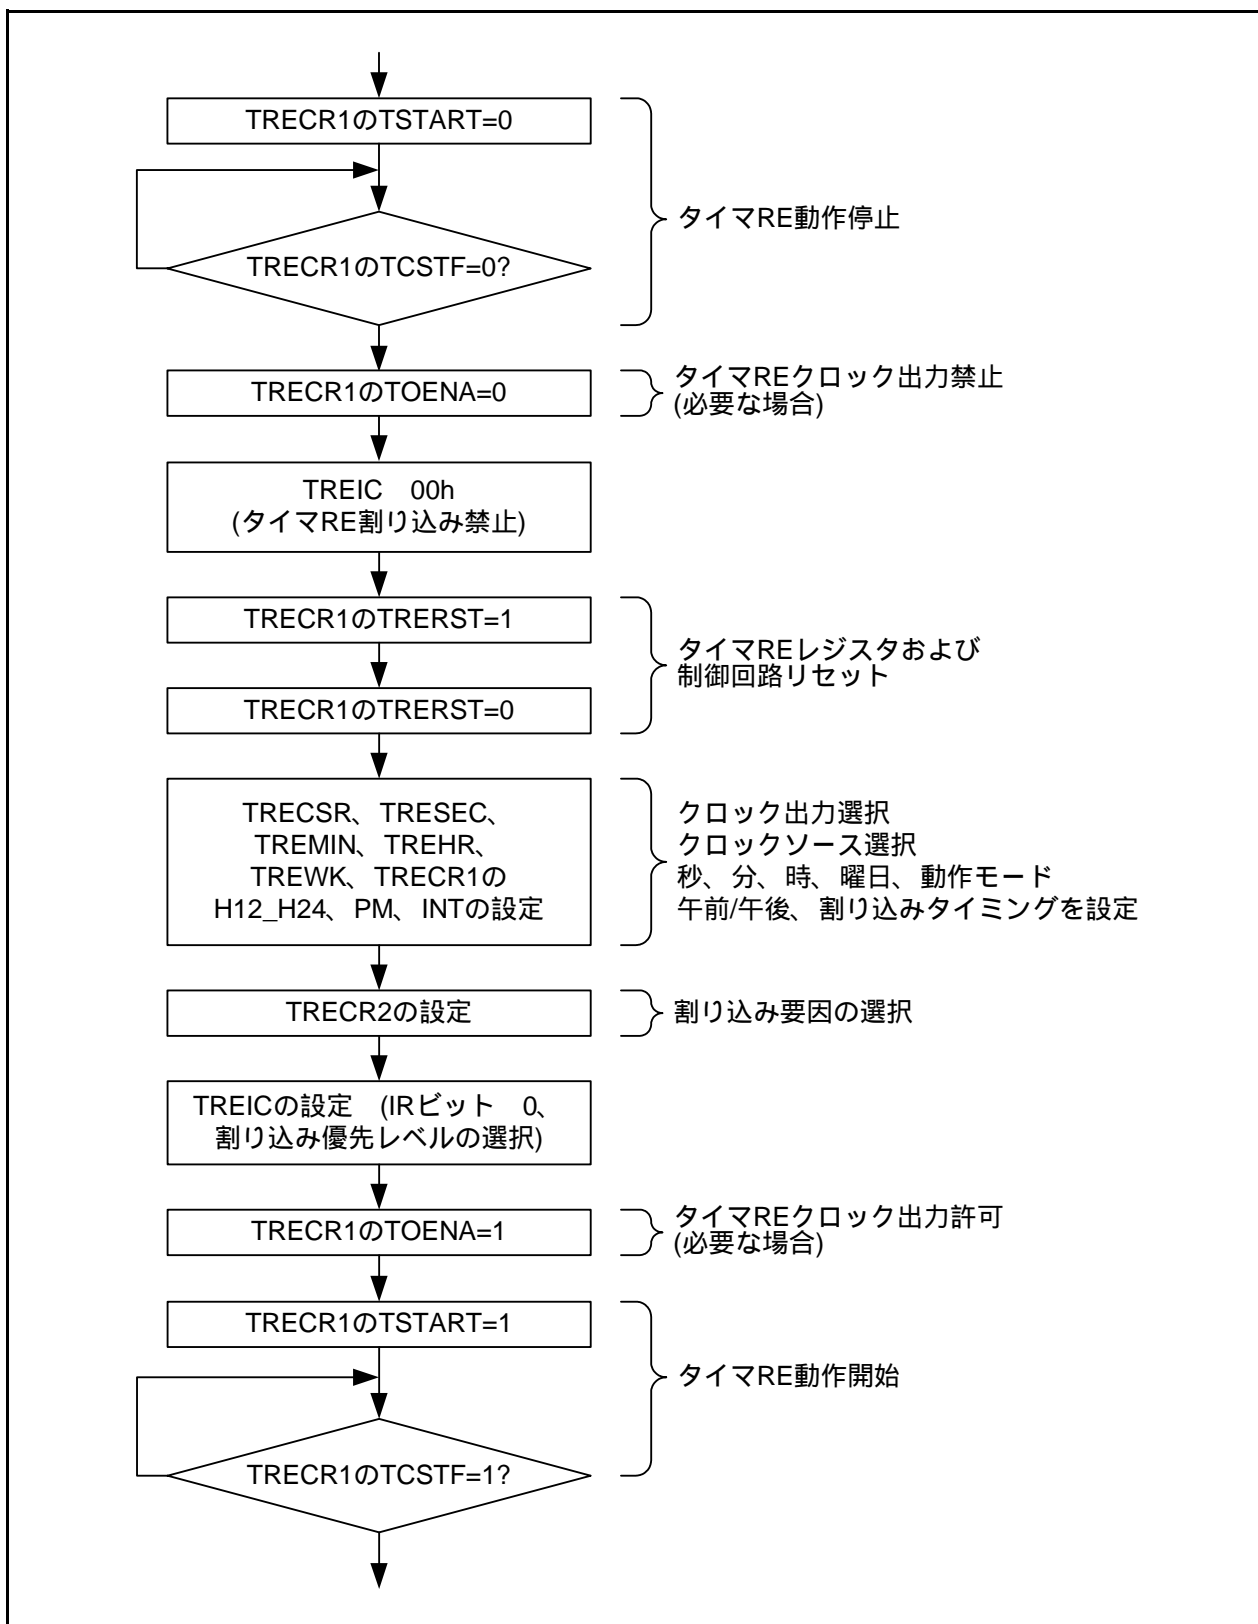 TRECR1のTSTART=0
TRECR1のTCSTF=0?
タイマRE動作停止
TRECR1のTOENA=0
タイマREクロック出力禁止
(必要な場合)
TREIC 00h
(タイマRE割り込み禁止)
TRECR1のTRERST=1
TRECR1のTRERST=0
タイマREレジスタおよび
制御回路リセット
TRECSR、TRESEC、
TREMIN、TREHR、
TREWK、TRECR1の
H12_H24、PM、INTの設定
クロック出力選択
クロックソース選択
秒、分、時、曜日、動作モード
午前/午後、割り込みタイミングを設定
TRECR2の設定
割り込み要因の選択
TREICの設定 (IRビット 0、
割り込み優先レベルの選択)
TRECR1のTOENA=1
タイマREクロック出力許可
(必要な場合)
TRECR1のTSTART=1
TRECR1のTCSTF=1?
タイマRE動作開始